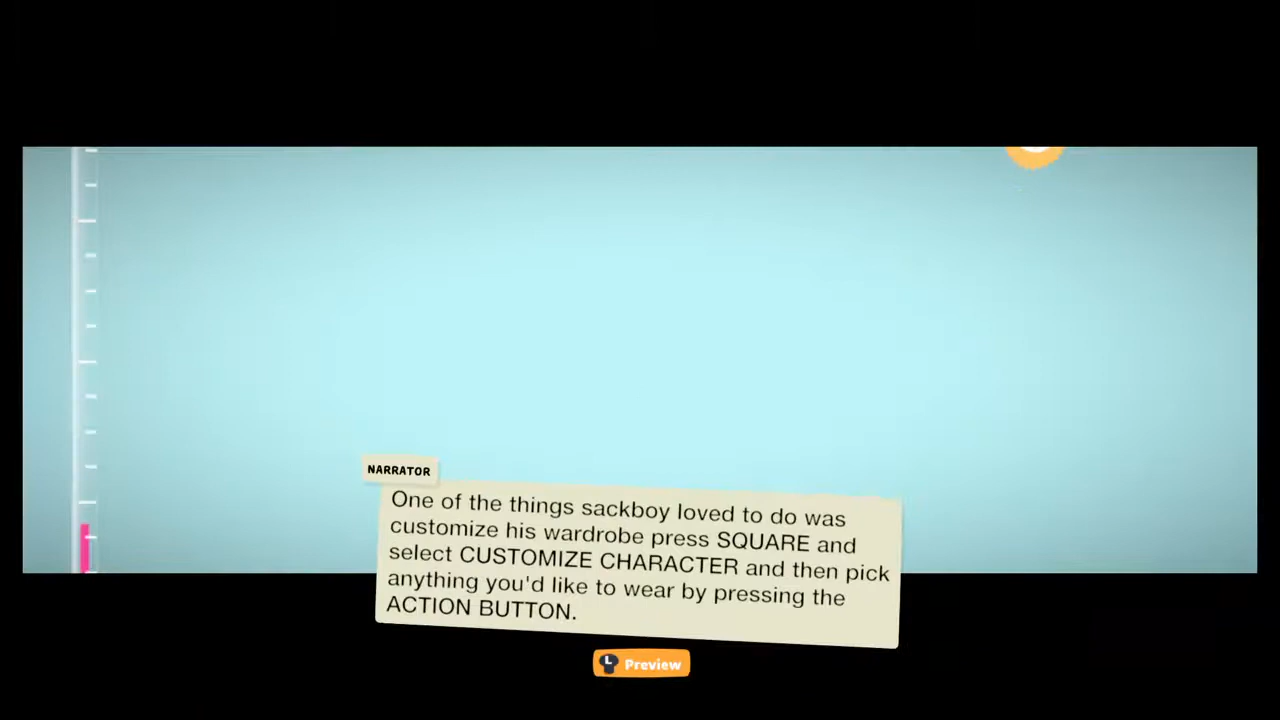 NARRATOR
One of the things sackboy loved to do was
customize his wardrobe press SQUARE and
select CUSTOMIZE CHARACTER and then pick
anything you'd like to wear by pressing the
ACTION BUTTON.
L Preview